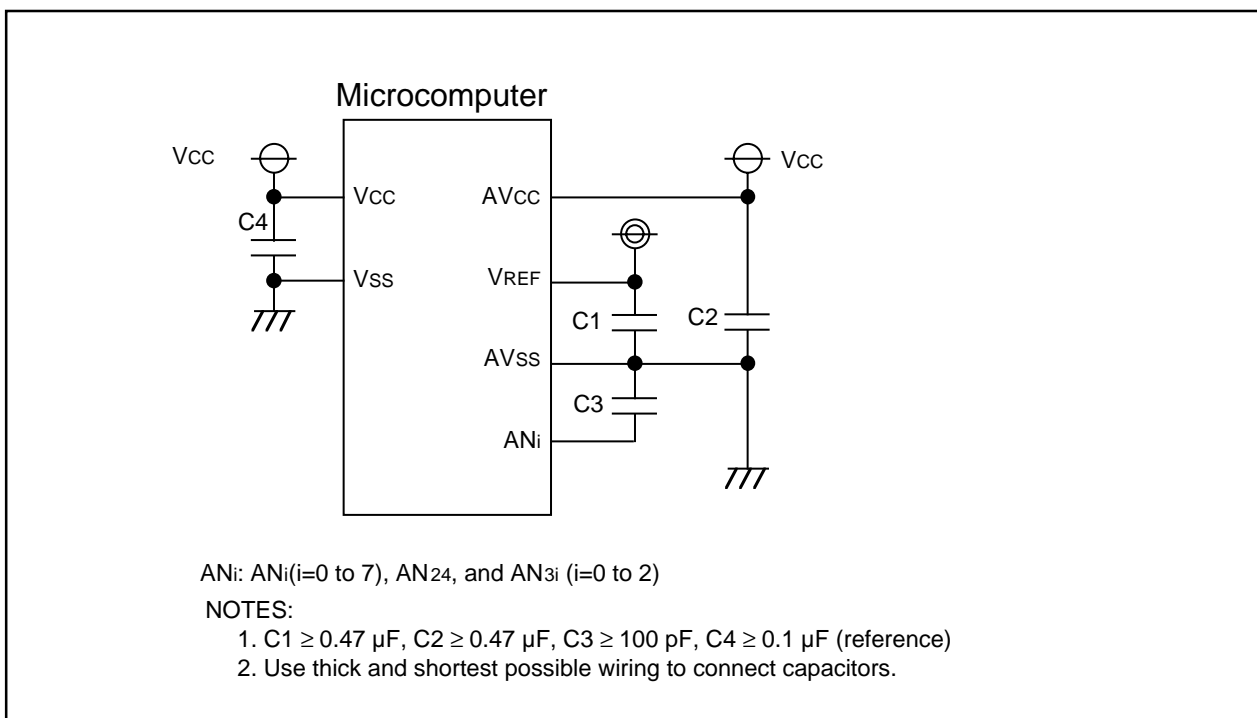 Microcomputer
VCC
VCC
AVCC
VCC
C4
VSS
VREF
C1
C2
AVSS
C3
ANi
ANi: ANi(i=0 to 7), AN24, and AN3i (i=0 to 2)
NOTES:
1. C1 ≥ 0.47 µF, C2 ≥ 0.47 µF, C3 ≥ 100 pF, C4 ≥ 0.1 µF (reference)
2. Use thick and shortest possible wiring to connect capacitors.